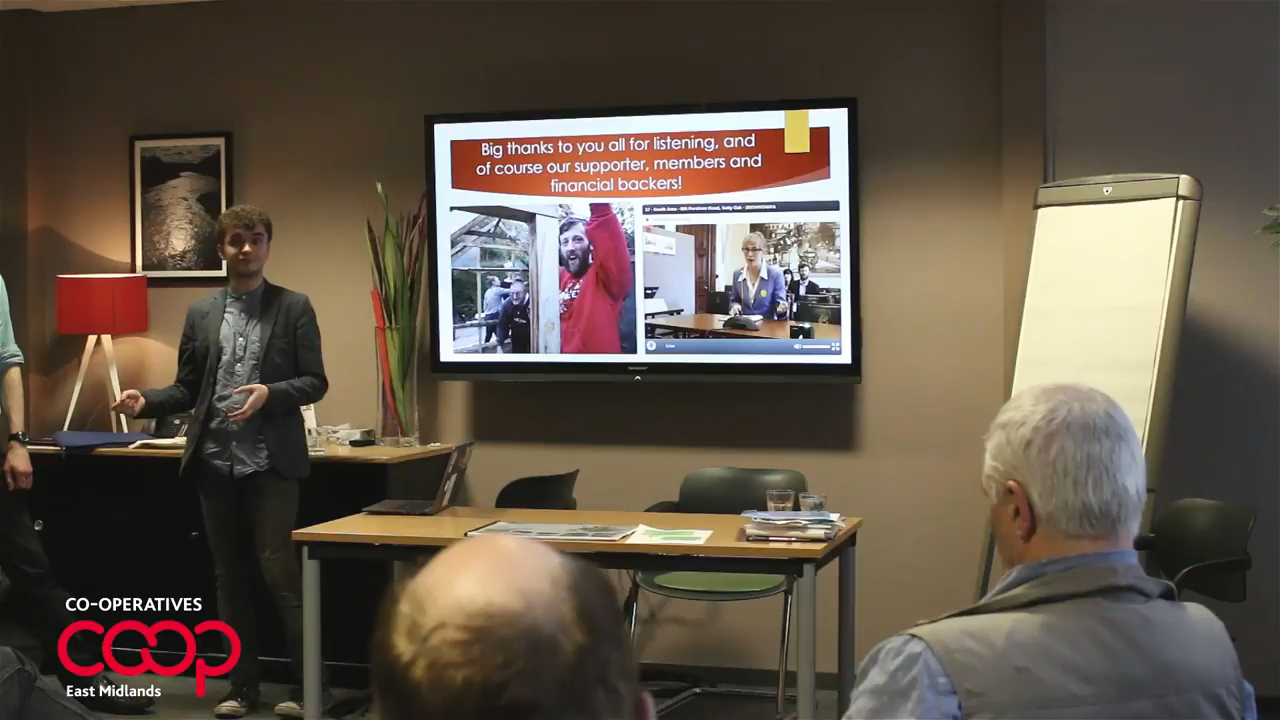 Big thanks to you all for listening, and
of course our supporter, members and
financial backers!
CO-OPERATIVES
coop
East Midlands